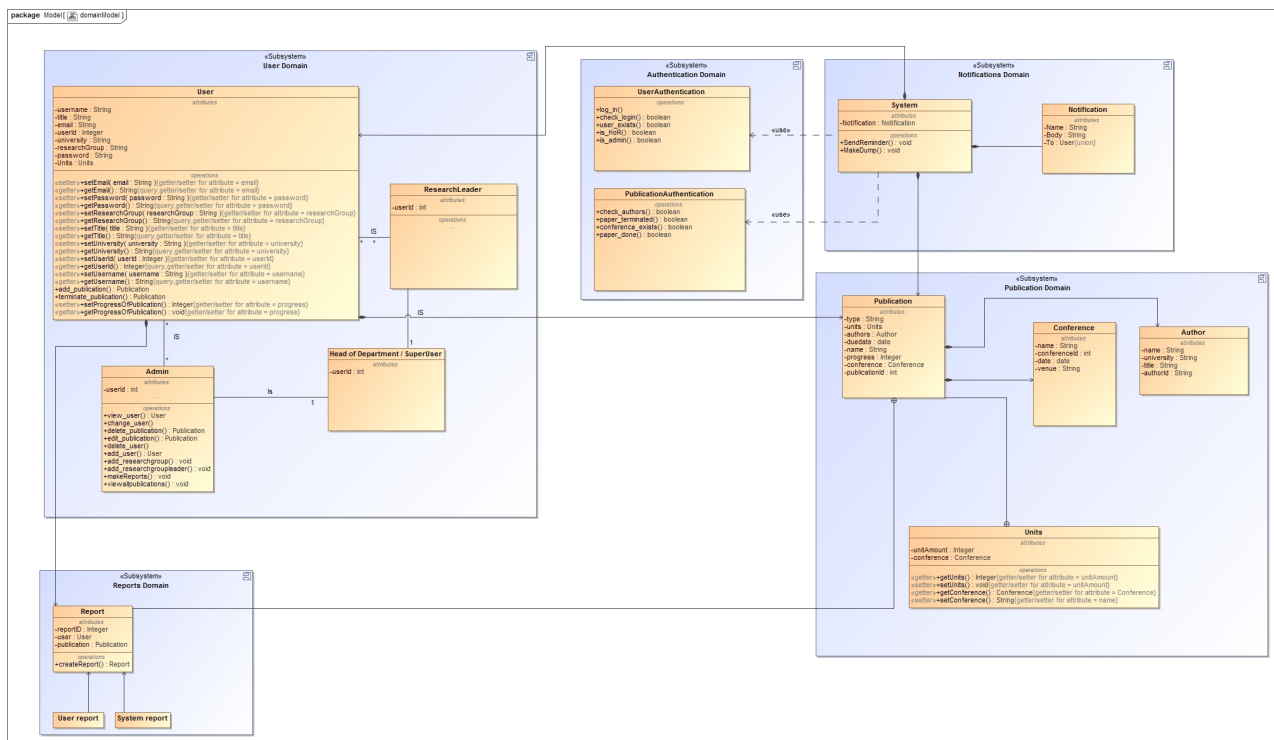 package Model[ domainModel ]
«Subsystem»
User Domain
User
attributes
-username : String
-title : String
-email : String
-userId : Integer
-university : String
-researchGroup : String
-password : String
-Units : Units
operations
«setter»+setEmail( email : String ){getter/setter for attribute = email}
«getter»+getEmail() : String{query,getter/setter for attribute = email}
«setter»+setPassword( password : String ){getter/setter for attribute = password}
«getter»+getPassword() : String{query,getter/setter for attribute = password}
«setter»+setResearchGroup( researchGroup : String ){getter/setter for attribute = researchGroup}
«getter»+getResearchGroup() : String{query,getter/setter for attribute = researchGroup}
«setter»+setTitle( title : String ){getter/setter for attribute = title}
«getter»+getTitle() : String{query,getter/setter for attribute = title}
«setter»+setUniversity( university : String ){getter/setter for attribute = university}
«getter»+getUniversity() : String{query,getter/setter for attribute = university}
«setter»+setUserId( userId : Integer ){getter/setter for attribute = userId}
«getter»+getUserId() : Integer{query,getter/setter for attribute = userId}
«setter»+setUsername( username : String ){getter/setter for attribute = username}
«getter»+getUsername() : String{query,getter/setter for attribute = username}
+add_publication() : Publication
+terminate_publication() : Publication
«setter»+setProgressOfPublication() : Integer{getter/setter for attribute = progress}
«getter»+getProgressOfPublication() : void{getter/setter for attribute = progress}
ResearchLeader
attributes
-userId : int
operations
...
IS
* *
IS
*
IS
*
1
Head of Department / SuperUser
attributes
-userId : int
Admin
attributes
-userId : int
...
operations
+view_user() : User
+change_user()
+delete_publication() : Publication
+edit_publication() : Publication
+delete_user()
+add_user() : User
+add_researchgroup() : void
+add_researchgroupleader() : void
+makeReports() : void
+viewallpublications() : void
Is
1
«Subsystem»
Authentication Domain
UserAuthentication
operations
+log_in()
+check_login() : boolean
+user_exists() : boolean
+is_HoR() : boolean
+is_admin() : boolean
PublicationAuthentication
operations
+check_authors() : boolean
+paper_terminated() : boolean
+conference_exists() : boolean
+paper_done() : boolean
«use»
«use»
«Subsystem»
Notifications Domain
System
attributes
-Notification : Notification
operations
+SendReminder() : void
+MakeDump() : void
Notification
attributes
-Name : String
-Body : String
-To : User{union}
«Subsystem»
Publication Domain
Publication
attributes
-type : String
-units : Units
-authors : Author
-duedate : date
-name : String
-progress : Integer
-conference : Conference
-publicationId : int
Conference
attributes
-name : String
-conferenceId : int
-date : date
-venue : String
Author
attributes
-name : String
-university : String
-title : String
-authorId : String
Units
attributes
-unitAmount : Integer
-conference : Conference
operations
«getter»+getUnits() : Integer{getter/setter for attribute = unitAmount}
«setter»+setUnits() : void{getter/setter for attribute = unitAmount}
«getter»+getConference() : Conference{getter/setter for attribute = Conference}
«setter»+setConference() : String{getter/setter for attribute = name}
«Subsystem»
Reports Domain
Report
attributes
-reportID : Integer
-user : User
-publication : Publication
operations
+createReport() : Report
User report
System report